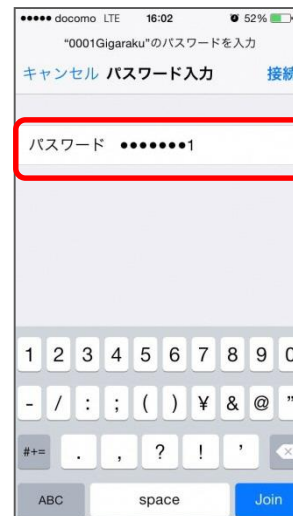 ●●●●● docomo LTE 16:02 52%
"0001Gigaraku"のパスワードを入力
キャンセル パスワード入力 接続
パスワード ●●●●●●●1
1 2 3 4 5 6 7 8 9 0
- / : ; ( ) ¥ & @ "
#+= . , ? ! '
ABC space Join